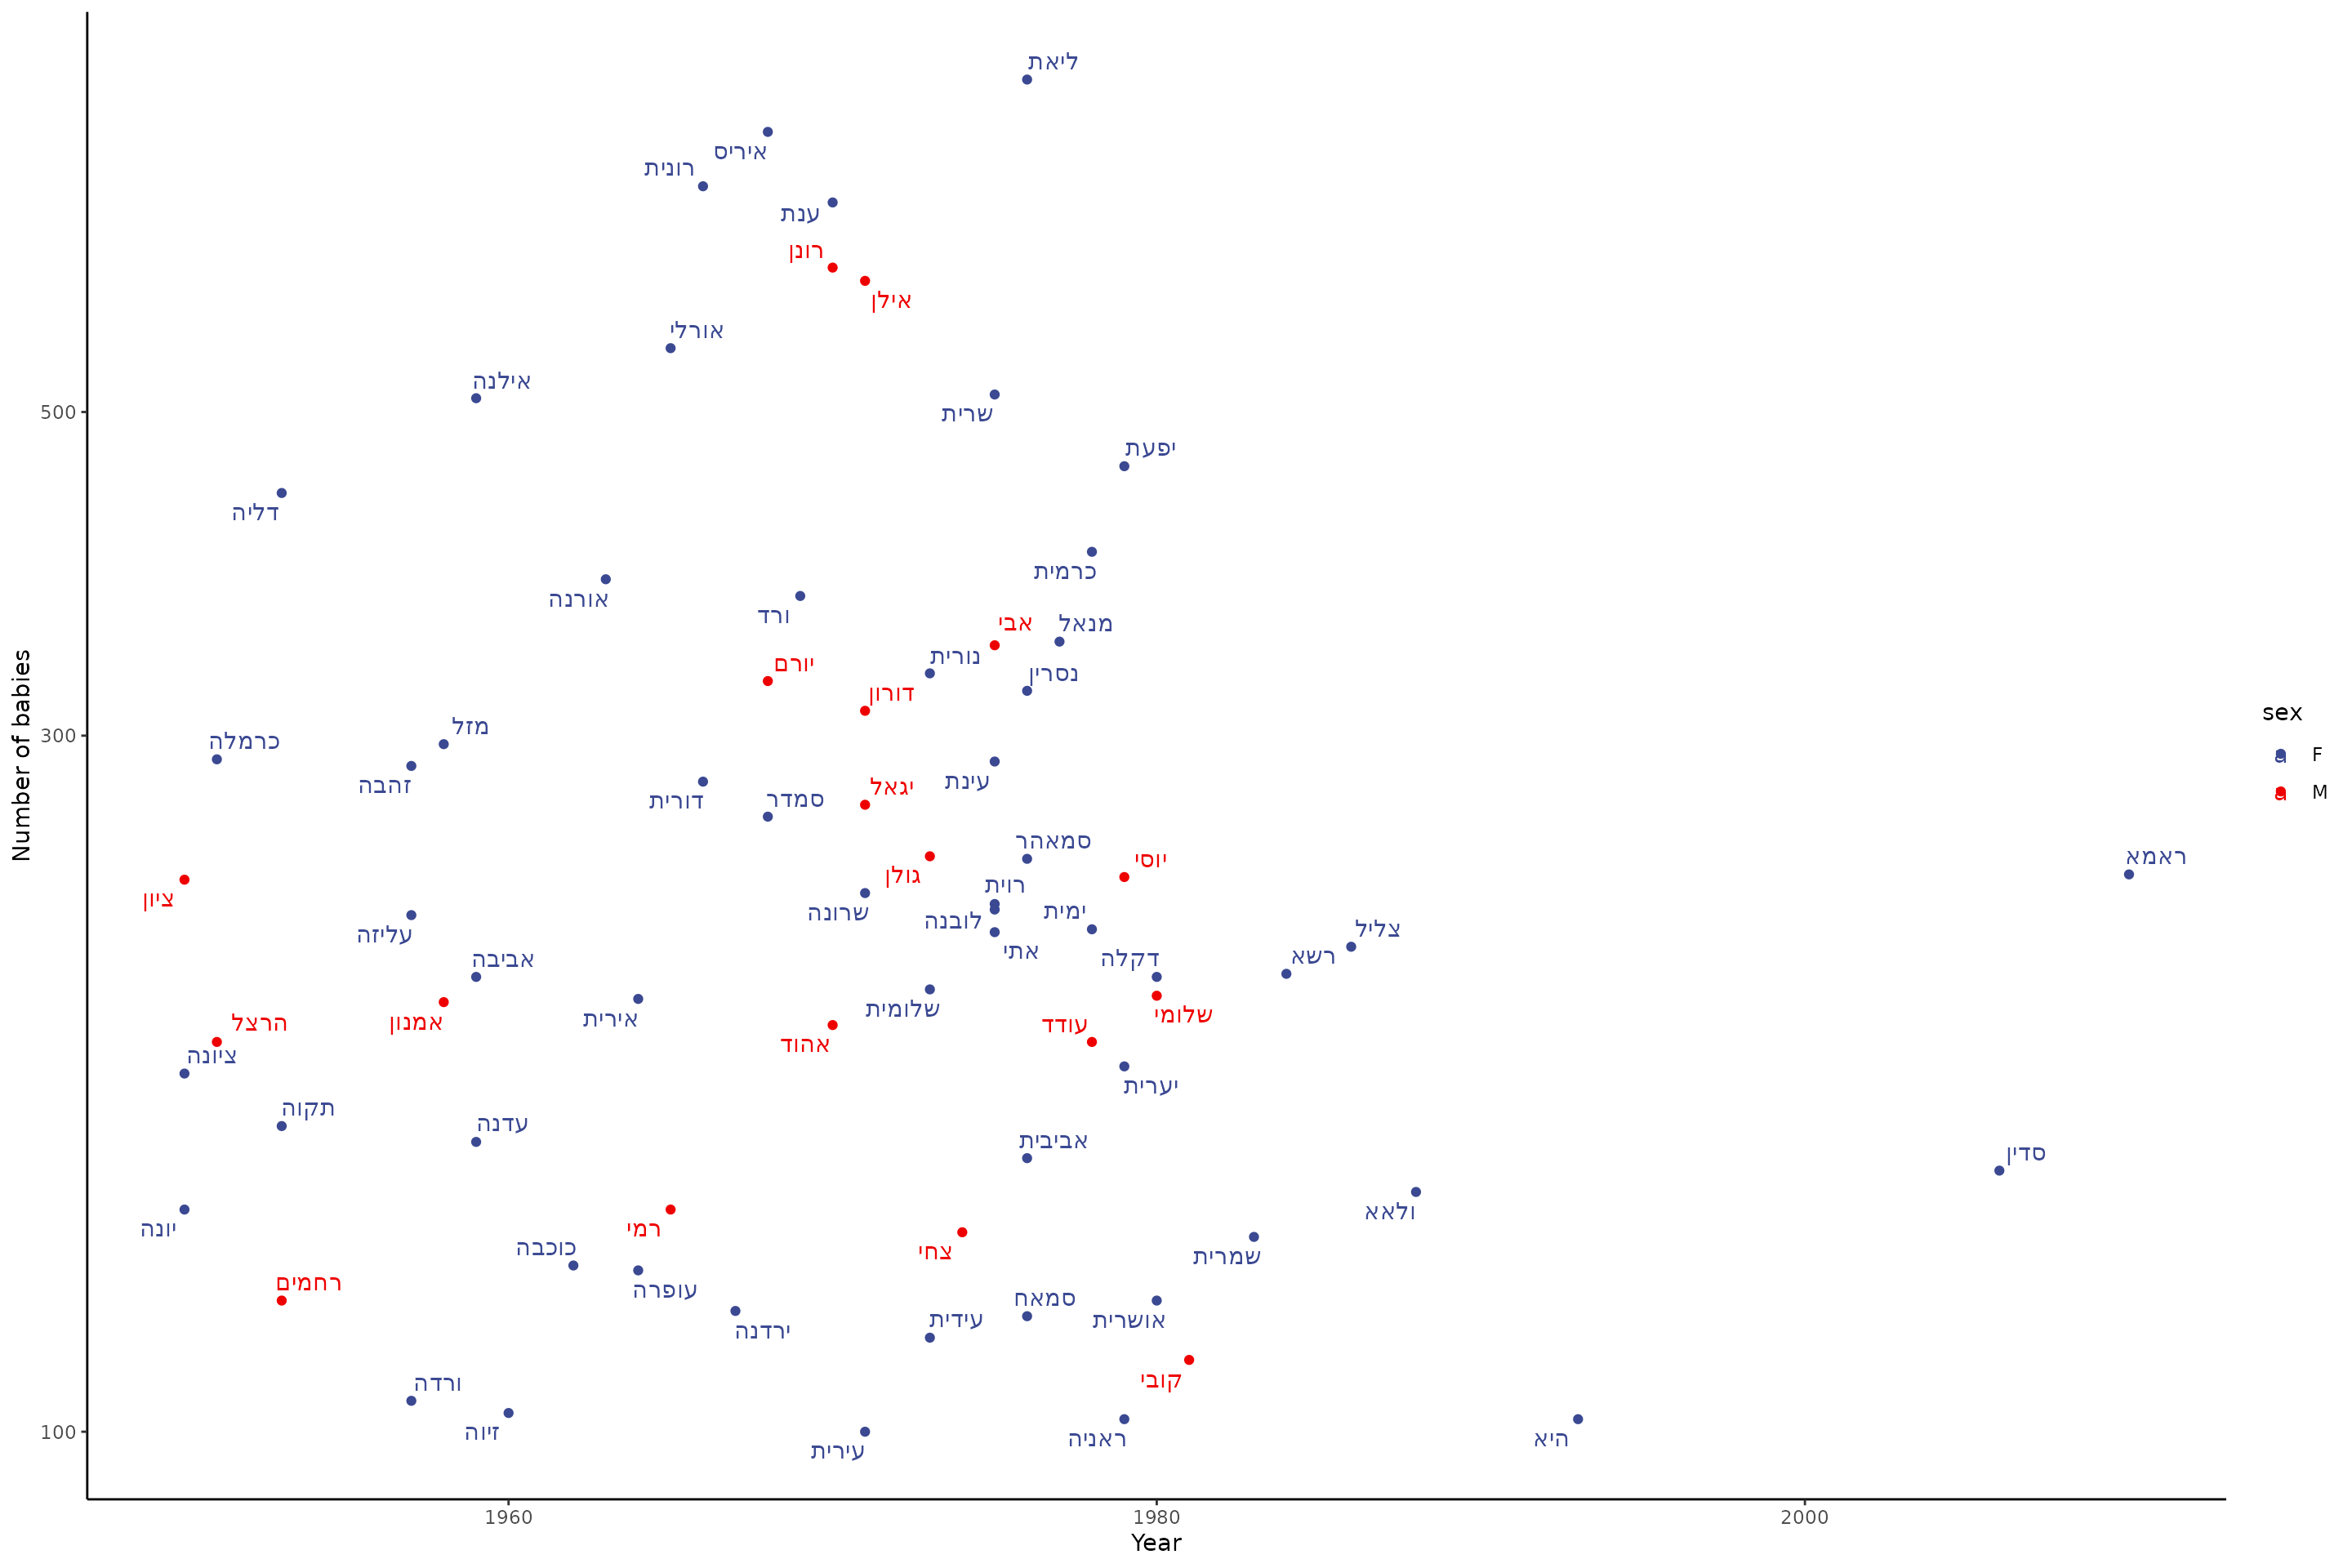 ליאת
איריס
רונית
ענת
רונן
אילן
אורלי
אילנה
500
שרית
יפעת
דליה
כרמית
אורנה
ורד
אבי
מנאל
נורית
יורם
נסרין
דורון
מזל
300
כרמלה
זהבה
עינת
יגאל
דורית
סמדר
סמאהר
יוסי
ראמא
גולן
רוית
ציון
שרונה
ימית
לובנה
צליל
עליזה
אתי
רשא
דקלה
אביבה
שלומית
שלומי
אירית
אמנון
הרצל
עודד
אהוד
ציונה
יערית
תקוה
עדנה
אביבית
סדין
ולאא
יונה
רמי
כוכבה
צחי
שמרית
רחמים
עופרה
סמאח
עידית
אושרית
ירדנה
קובי
ורדה
זיוה
100
ראניה
היא
עירית
1960
1980
2000
Year
Number of babies
sex
a F
a M